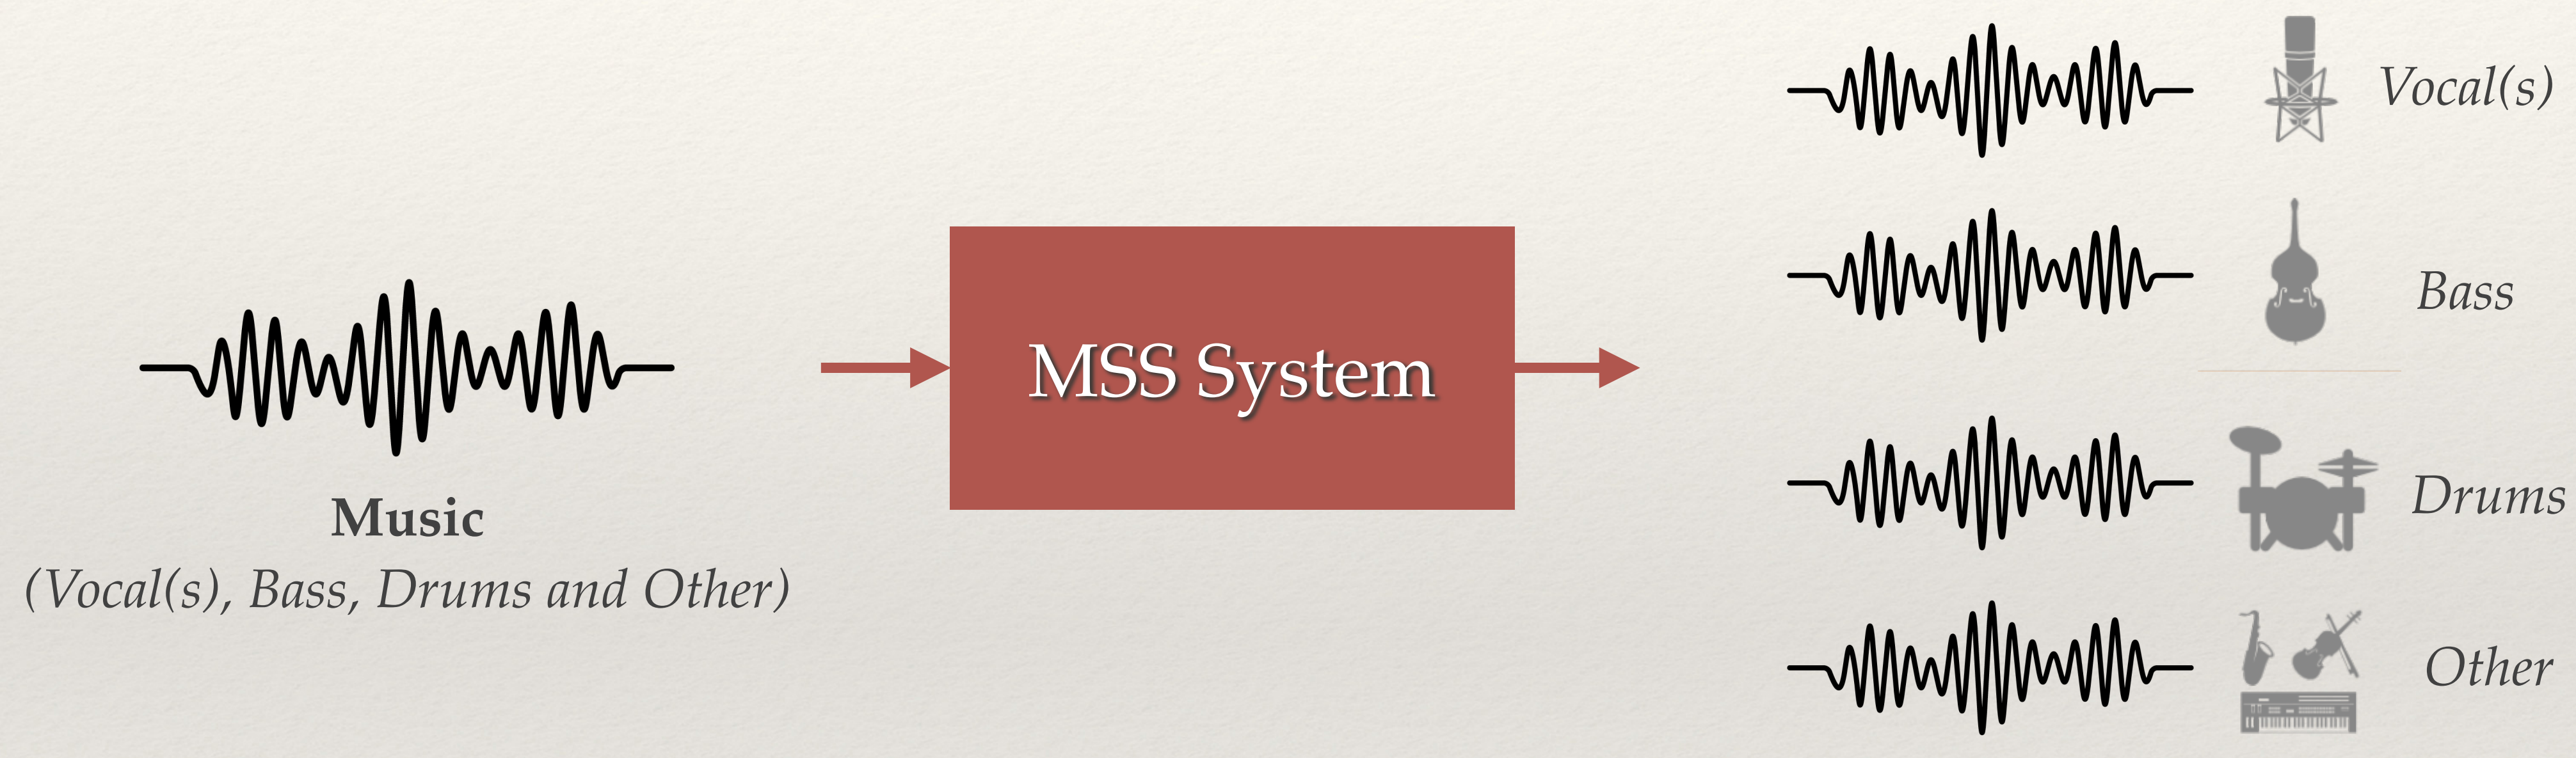 Music
(Vocal(s), Bass, Drums and Other)
MSS System
Vocal(s)
Bass
Drums
Other